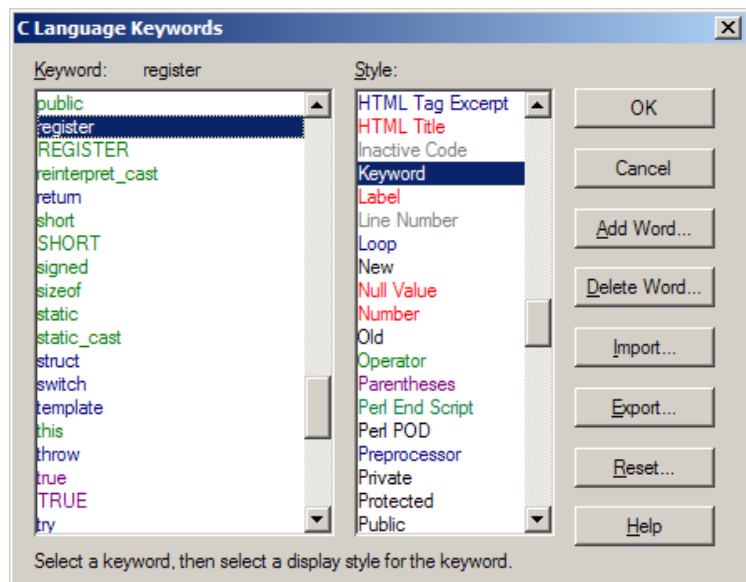 C Language Keywords
Keyword: register
Style:
public
register
REGISTER
reinterpret_cast
return
short
SHORT
signed
sizeof
static
static_cast
struct
switch
template
this
throw
true
TRUE
try
HTML Tag Excerpt
HTML Title
Inactive Code
Keyword
Label
Line Number
Loop
New
Null Value
Number
Old
Operator
Parentheses
Perl End Script
Perl POD
Preprocessor
Private
Protected
Public
OK
Cancel
Add Word...
Delete Word...
Import...
Export...
Reset...
Help
Select a keyword, then select a display style for the keyword.